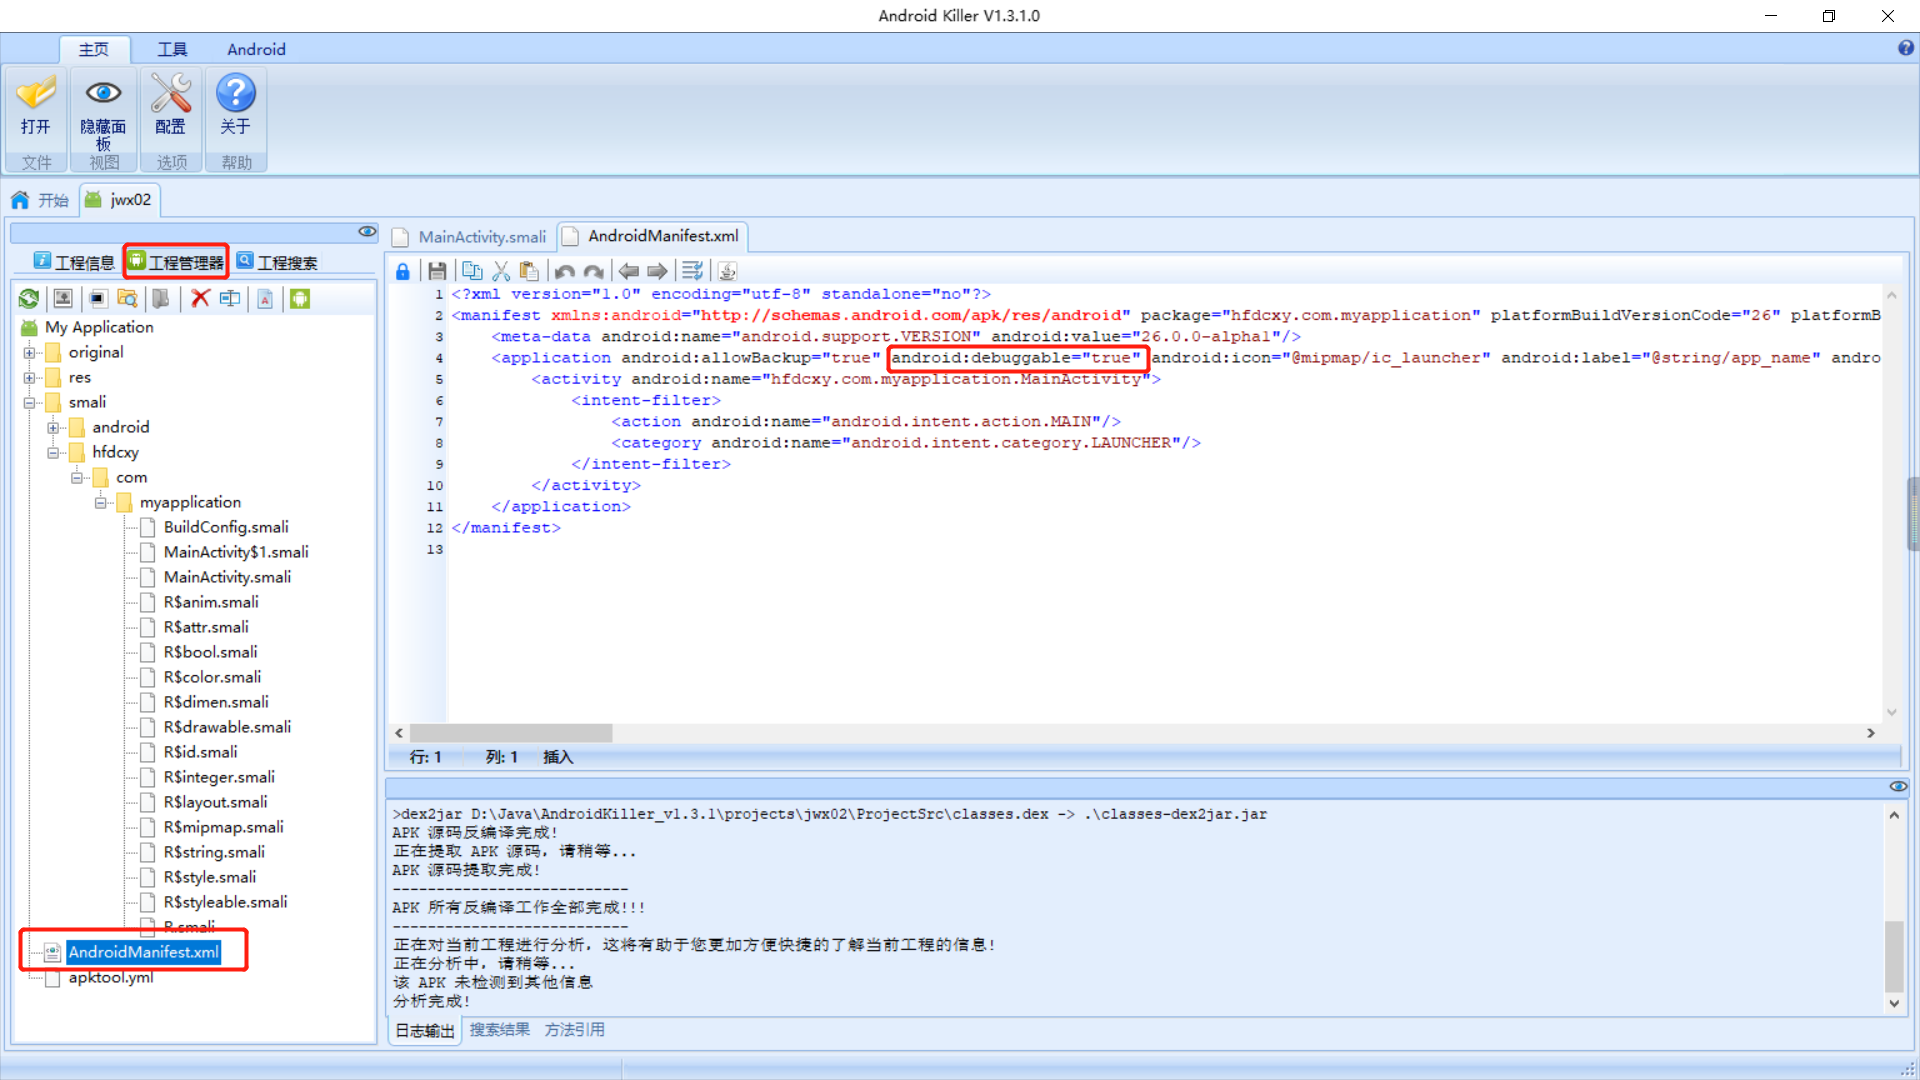 Android Killer V1.3.1.0
主页 工具 Android
打开 隐藏面板 配置 关于
文件 视图 选项 帮助
开始 jwx02
工程信息 工程管理器 工程搜索
My Application
original
res
smali
android
hfdcxy
com
myapplication
BuildConfig.smali
MainActivity$1.smali
MainActivity.smali
R$anim.smali
R$attr.smali
R$bool.smali
R$color.smali
R$dimen.smali
R$drawable.smali
R$id.smali
R$integer.smali
R$layout.smali
R$mipmap.smali
R$string.smali
R$style.smali
R$styleable.smali
R.smali
AndroidManifest.xml
apktool.yml
MainActivity.smali AndroidManifest.xml
1 <?xml version="1.0" encoding="utf-8" standalone="no"?>
2 <manifest xmlns:android="http://schemas.android.com/apk/res/android" package="hfdcxy.com.myapplication" platformBuildVersionCode="26" platformB
3 <meta-data android:name="android.support.VERSION" android:value="26.0.0-alpha1"/>
4 <application android:allowBackup="true" android:debuggable="true" android:icon="@mipmap/ic_launcher" android:label="@string/app_name" andro
5 <activity android:name="hfdcxy.com.myapplication.MainActivity">
6 <intent-filter>
7 <action android:name="android.intent.action.MAIN"/>
8 <category android:name="android.intent.category.LAUNCHER"/>
9 </intent-filter>
10 </activity>
11 </application>
12 </manifest>
13
行: 1 列: 1 插入
>dex2jar D:\Java\AndroidKiller_v1.3.1\projects\jwx02\ProjectSrc\classes.dex -> .\classes-dex2jar.jar
APK 源码反编译完成!
正在提取 APK 源码，请稍等...
APK 源码提取完成!
---------------------------
APK 所有反编译工作全部完成!!!
---------------------------
正在对当前工程进行分析，这将有助于您更加方便快捷的了解当前工程的信息!
正在分析中，请稍等...
该 APK 未检测到其他信息
分析完成!
日志输出 搜索结果 方法引用